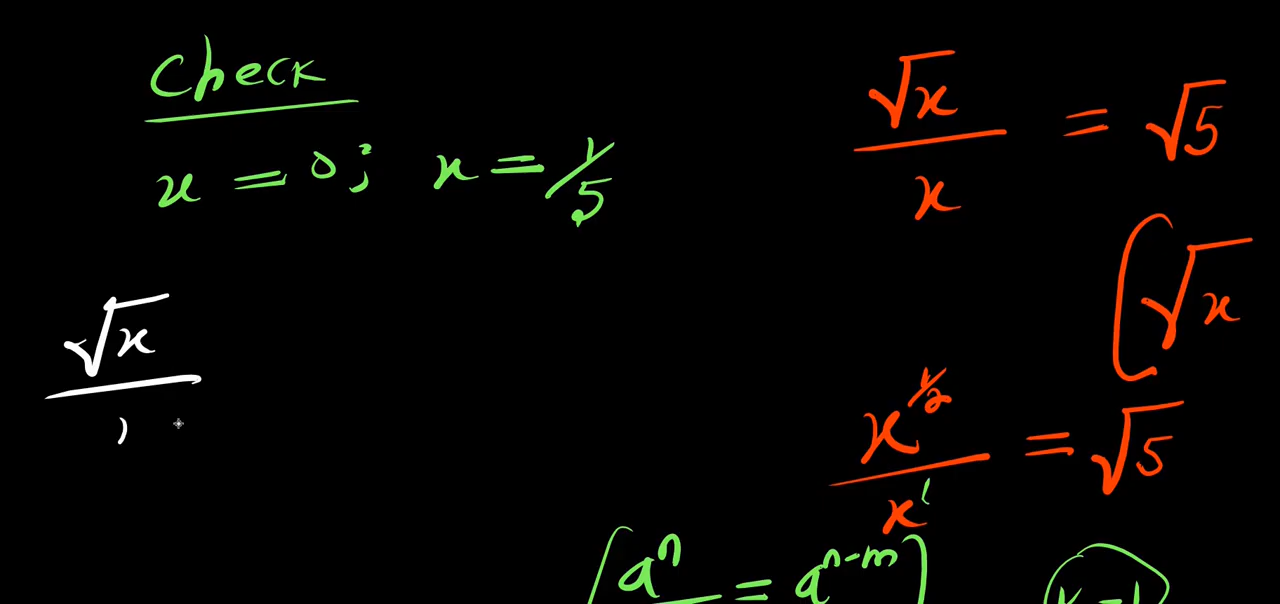 Check
x = 0; x = 1/5
√x / x = √5
(√x
√x
x^1/2 / x^1 = √5
[a^n = a^n-m]